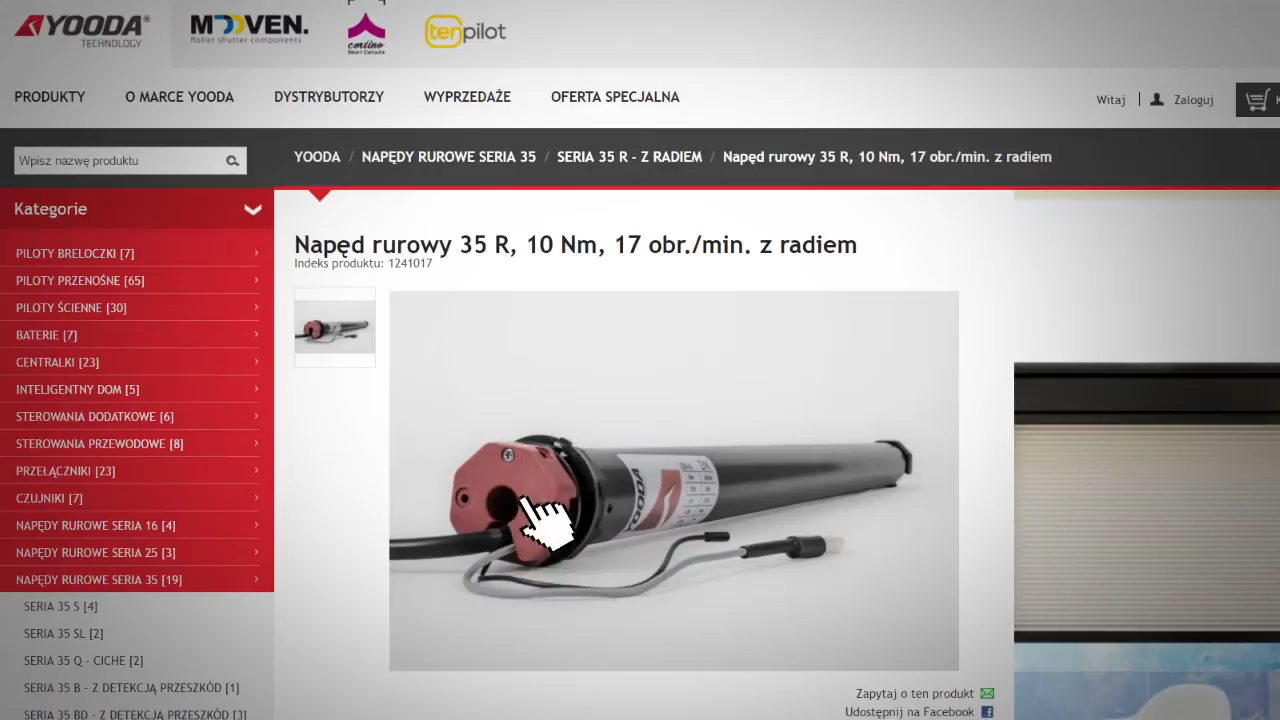 YOODA
TECHNOLOGY
MOOVEN.
Roller shutter components
cortino
Smart Contacts
tenpilot
PRODUKTY
O MARCE YOODA
DYSTRYBUTORZY
WYPRZEDAŻE
OFERTA SPECJALNA
Witaj
Zaloguj
Wpisz nazwę produktu
YOODA / NAPĘDY RUROWE SERIA 35 / SERIA 35 R - Z RADIEM / Napęd rurowy 35 R, 10 Nm, 17 obr./min. z radiem
Kategorie
PILOTY BRELOCZKI [7]
PILOTY PRZENOŚNE [65]
PILOTY ŚCIENNE [30]
BATERIE [7]
CENTRALKI [23]
INTELIGENTNY DOM [5]
STEROWANIA DODATKOWE [6]
STEROWANIA PRZEWODOWE [8]
PRZEŁĄCZNIKI [23]
CZUJNIKI [7]
NAPĘDY RUROWE SERIA 16 [4]
NAPĘDY RUROWE SERIA 25 [3]
NAPĘDY RUROWE SERIA 35 [19]
SERIA 35 S [4]
SERIA 35 SL [2]
SERIA 35 Q - CICHE [2]
SERIA 35 B - Z DETEKCJĄ PRZESZKÓD [1]
SERIA 35 BD - Z DETEKCJĄ PRZESZKÓD [3]
Napęd rurowy 35 R, 10 Nm, 17 obr./min. z radiem
Indeks produktu: 1241017
YOODA
Zapytaj o ten produkt
Udostępnij na Facebook